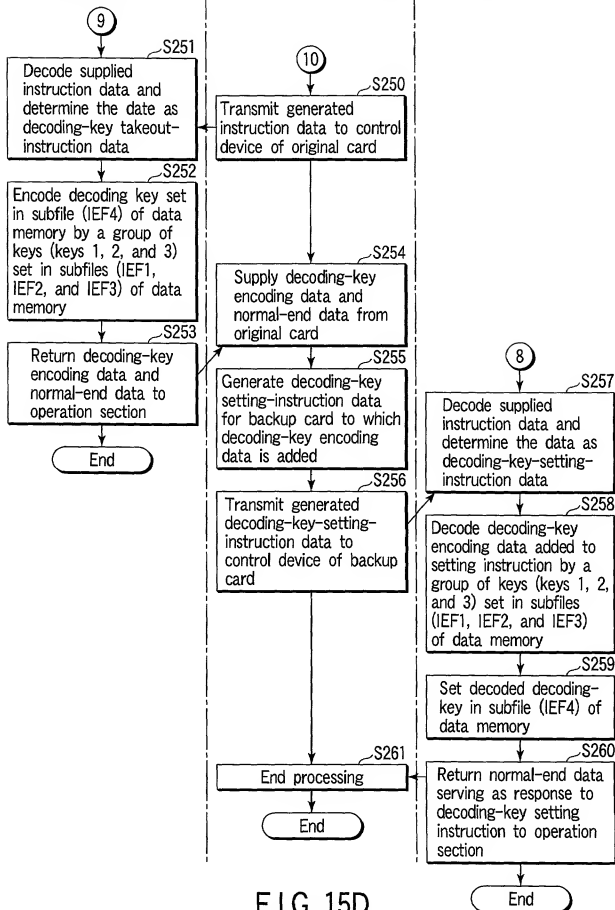 9
S251
Decode supplied
instruction data and
determine the date as
decoding-key takeout-
instruction data
S252
Encode decoding key set
in subfile (IEF4) of data
memory by a group of
keys (keys 1, 2, and 3)
set in subfiles (IEF1,
IEF2, and IEF3) of data
memory
S253
Return decoding-key
encoding data and
normal-end data to
operation section
End
10
S250
Transmit generated
instruction data to control
device of original card
S254
Supply decoding-key
encoding data and
normal-end data from
original card
S255
Generate decoding-key
setting-instruction data
for backup card to which
decoding-key encoding
data is added
S256
Transmit generated
decoding-key-setting-
instruction data to
control device of backup
card
S261
End processing
End
8
S257
Decode supplied
instruction data and
determine the data as
decoding-key-setting-
instruction data
S258
Decode decoding-key
encoding data added to
setting instruction by a
group of keys (keys 1, 2,
and 3) set in subfiles
(IEF1, IEF2, and IEF3)
of data memory
S259
Set decoded decoding-
key in subfile (IEF4) of
data memory
S260
Return normal-end data
serving as response to
decoding-key setting
instruction to operation
section
End
FIG. 15D